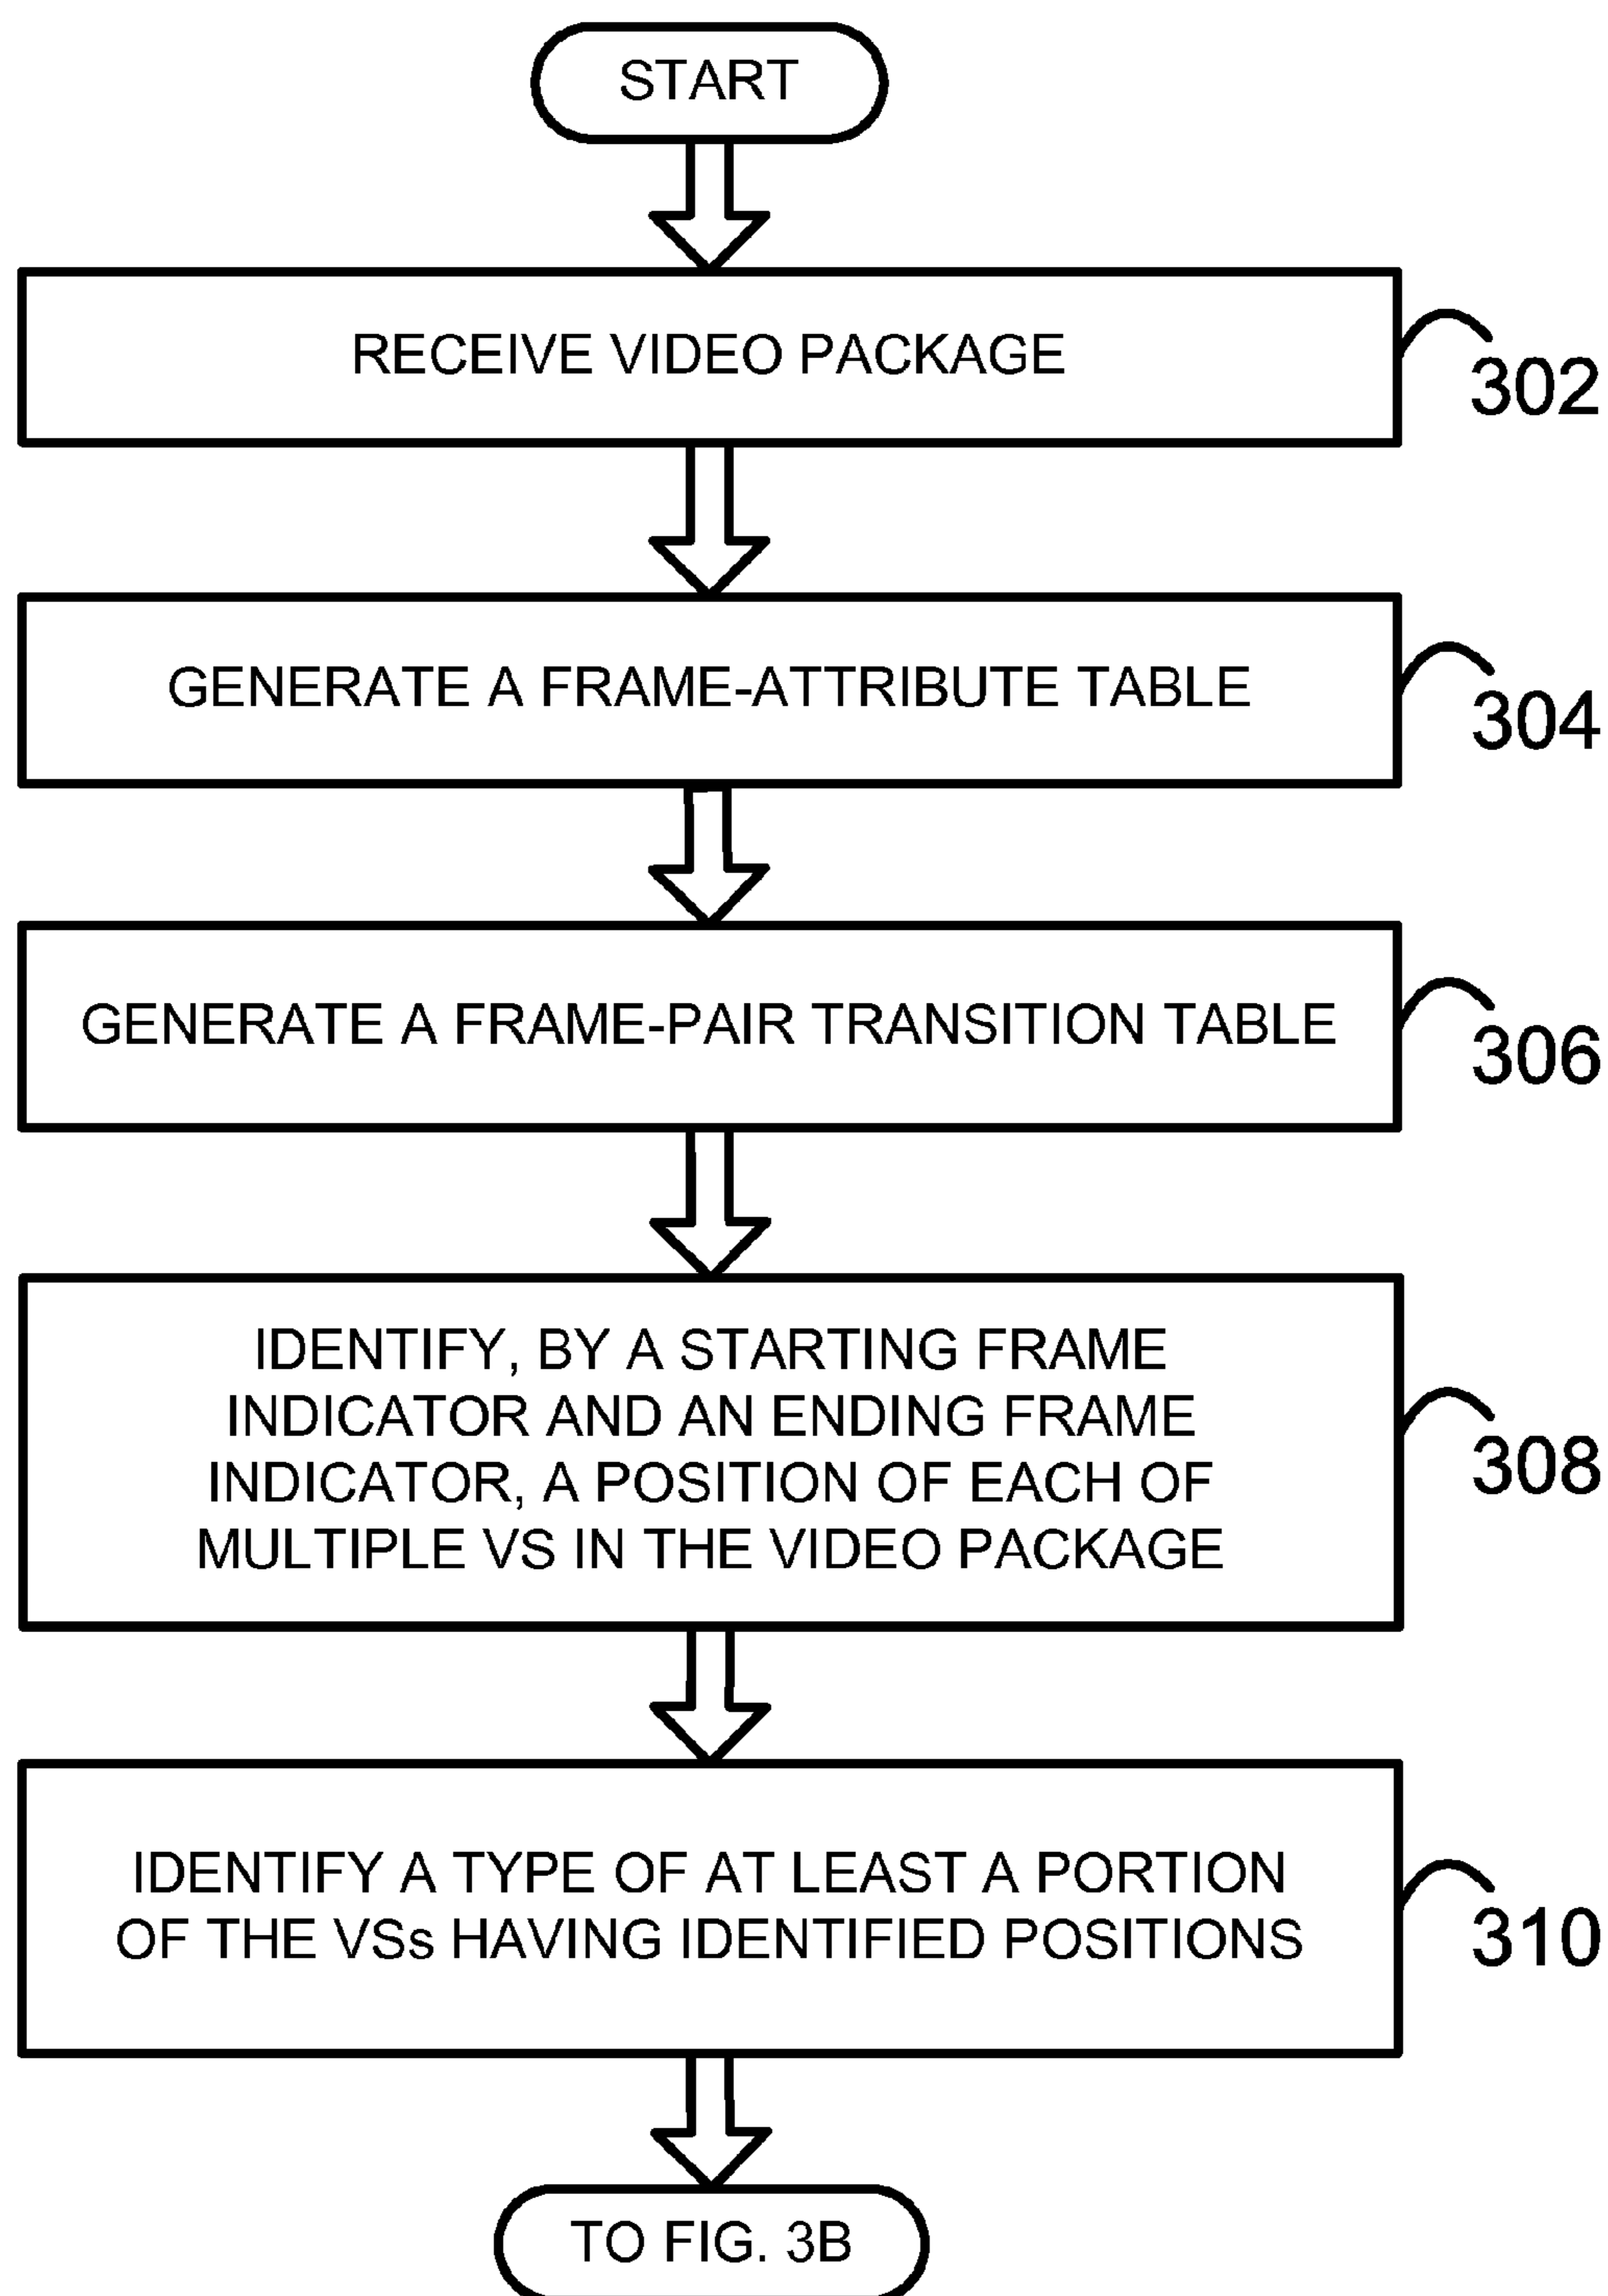 START
RECEIVE VIDEO PACKAGE
302
GENERATE A FRAME-ATTRIBUTE TABLE
304
GENERATE A FRAME-PAIR TRANSITION TABLE
306
IDENTIFY, BY A STARTING FRAME
INDICATOR AND AN ENDING FRAME
INDICATOR, A POSITION OF EACH OF
MULTIPLE VS IN THE VIDEO PACKAGE
308
IDENTIFY A TYPE OF AT LEAST A PORTION
OF THE VSs HAVING IDENTIFIED POSITIONS
310
TO FIG. 3B